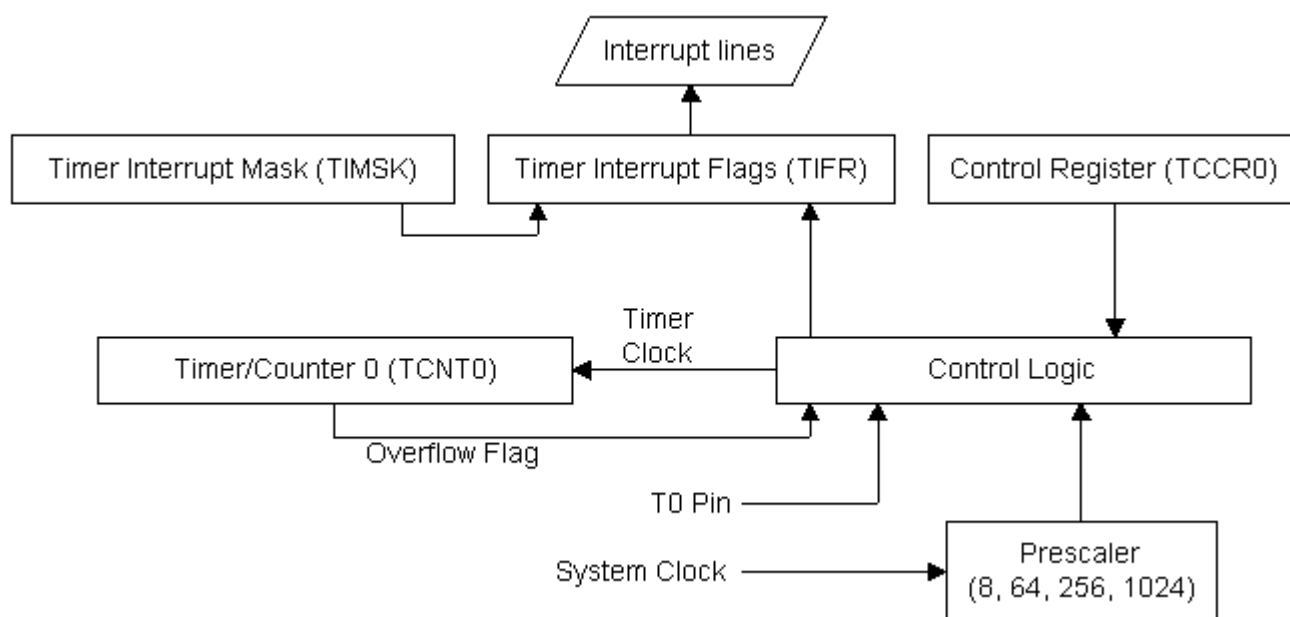 Interrupt lines
Timer Interrupt Mask (TIMSK)
Timer Interrupt Flags (TIFR)
Control Register (TCCR0)
Timer
Clock
Timer/Counter 0 (TCNT0)
Control Logic
Overflow Flag
T0 Pin
System Clock
Prescaler
(8, 64, 256, 1024)